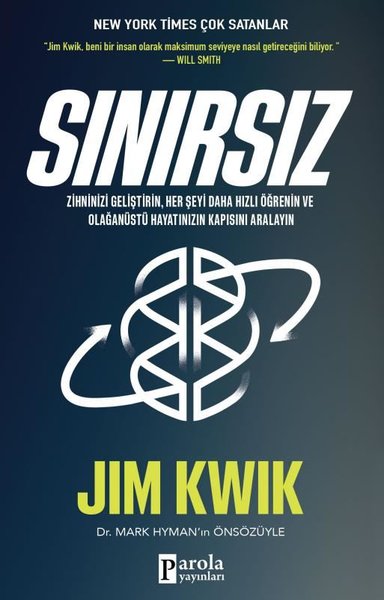 NEW YORK TIMES ÇOK SATANLAR
“Jim Kwik, beni bir insan olarak maksimum seviyeye nasıl getireceğini biliyor. ”
— WILL SMITH
SINIRSIZ
ZİHNİNİZİ GELİŞTİRİN, HER ŞEYİ DAHA HIZLI ÖĞRENİN VE
OLAĞANÜSTÜ HAYATINIZIN KAPISINI ARALAYIN
JIM KWIK
Dr. MARK HYMAN'ın ÖNSÖZÜYLE
Parola
yayınları